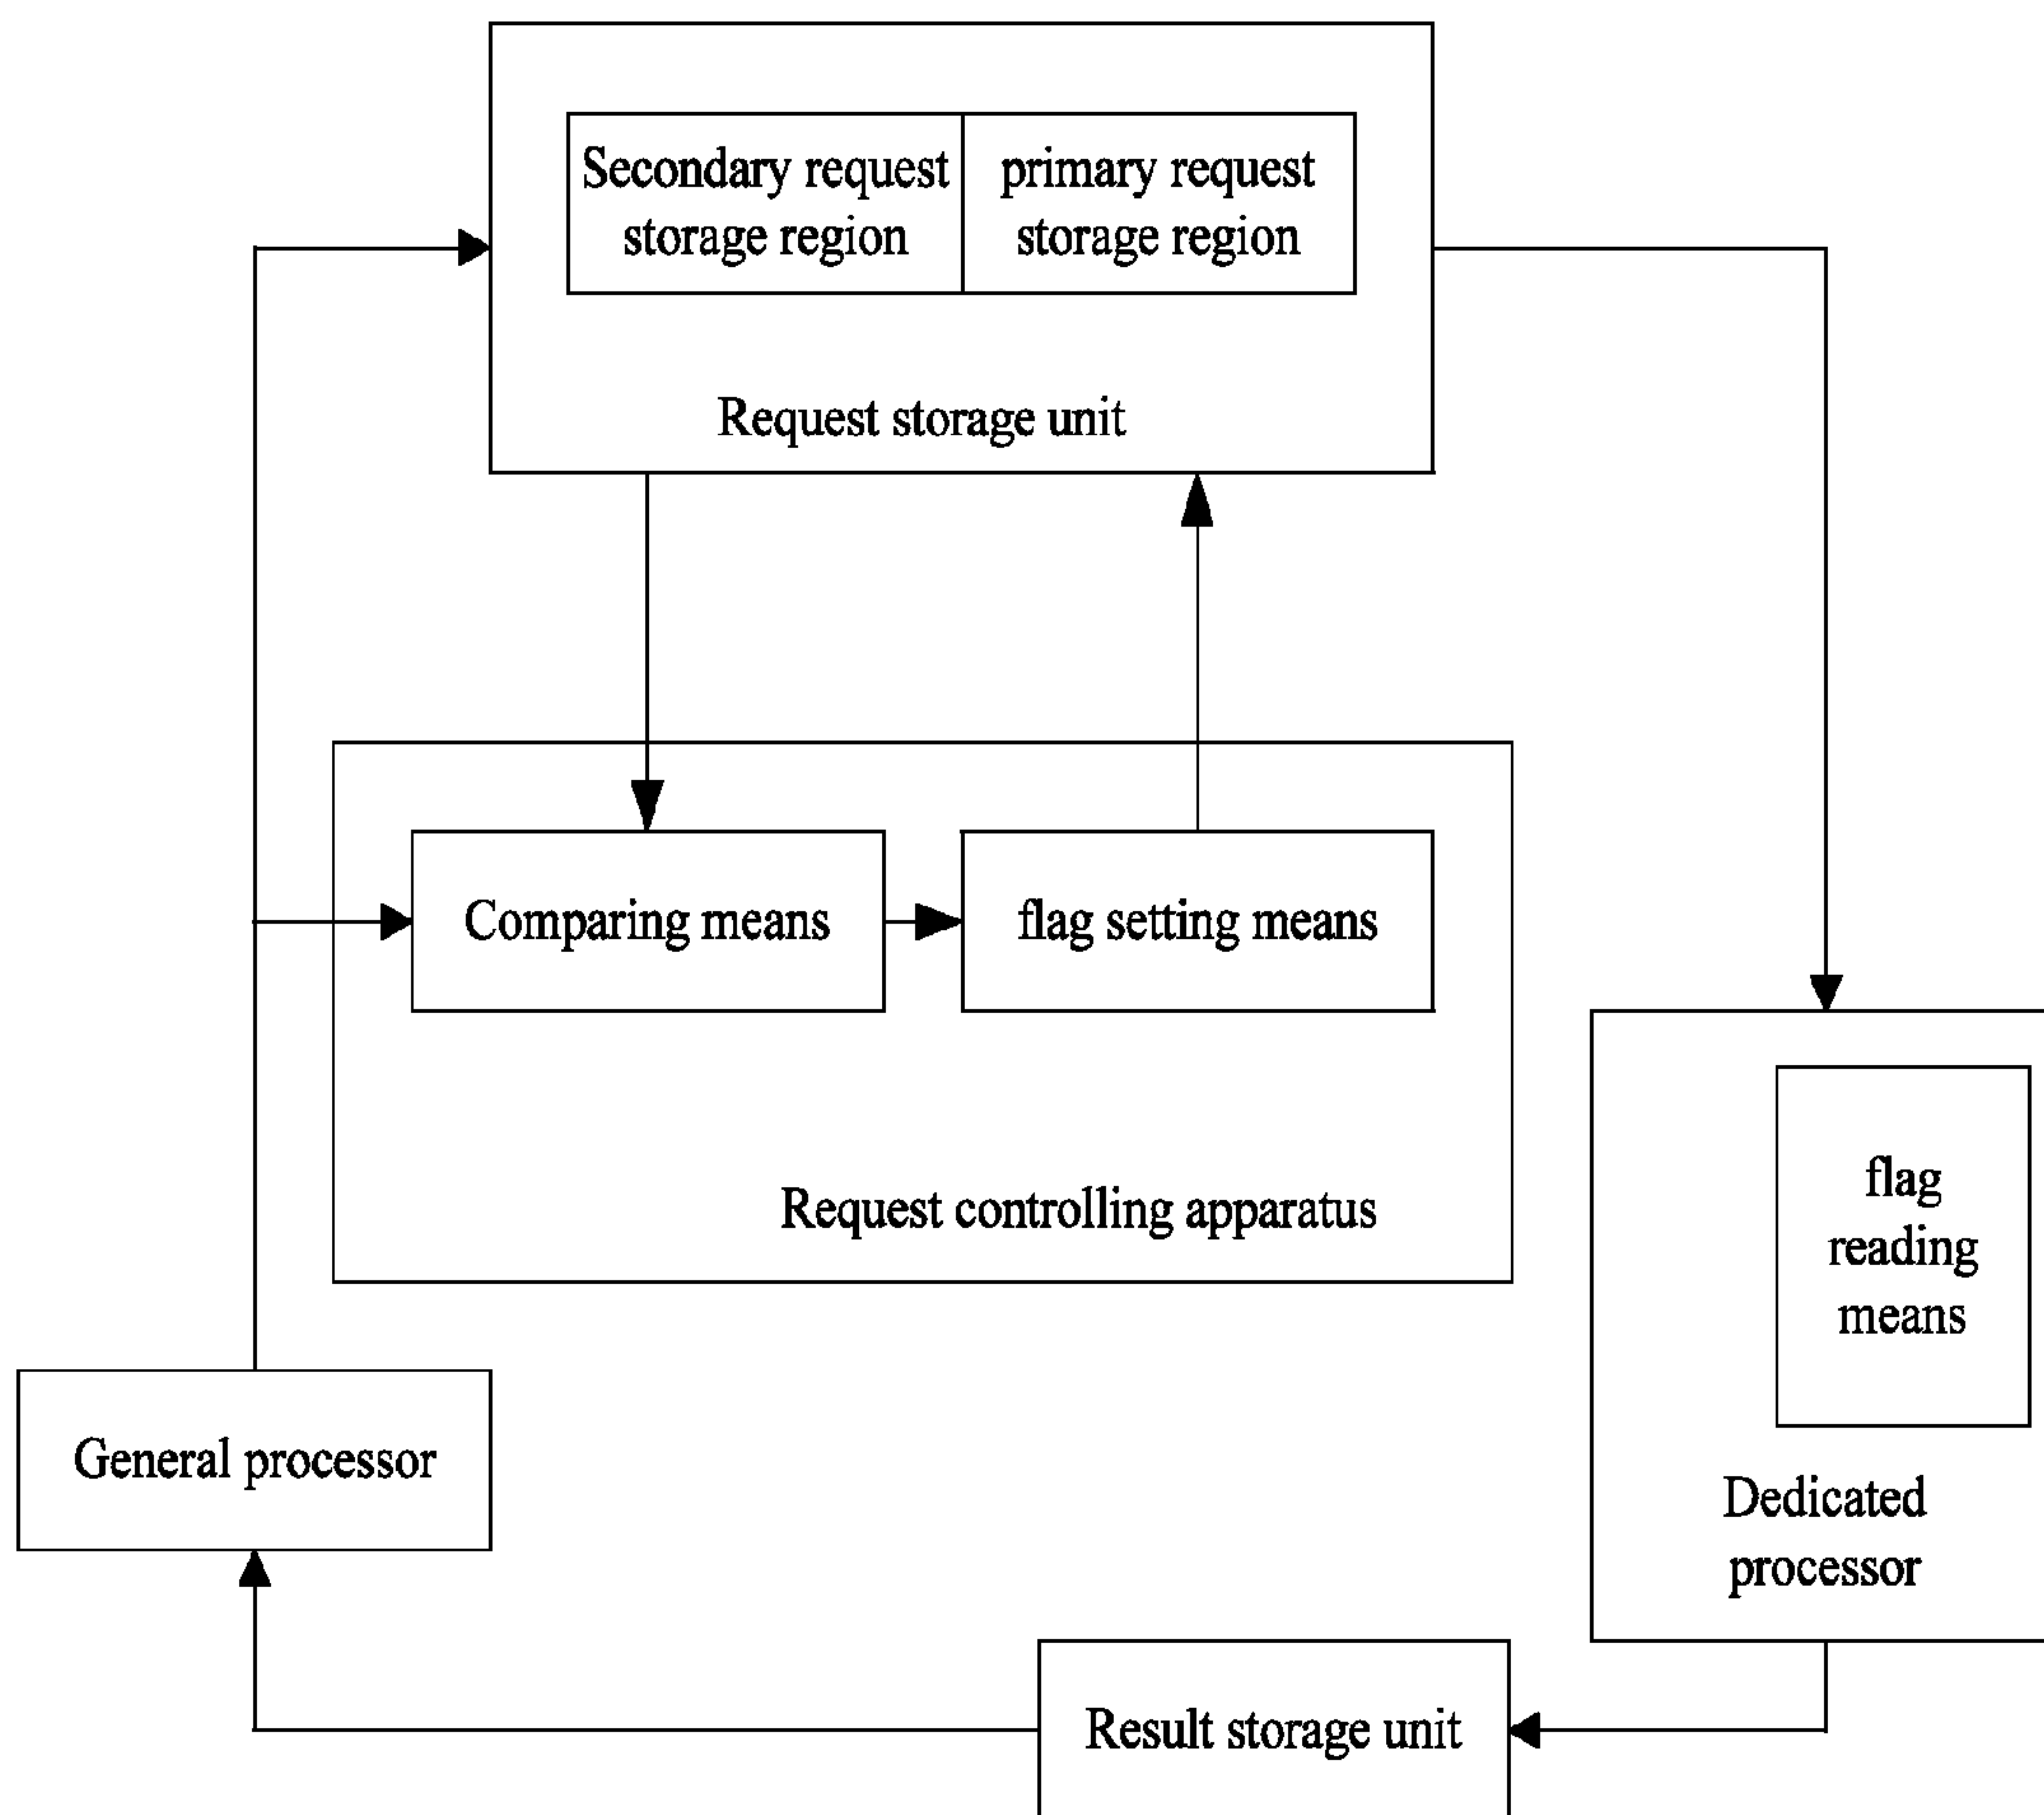 Secondary request
storage region
primary request
storage region
Request storage unit
Comparing means
flag setting means
Request controlling apparatus
flag
reading
means
Dedicated
processor
General processor
Result storage unit